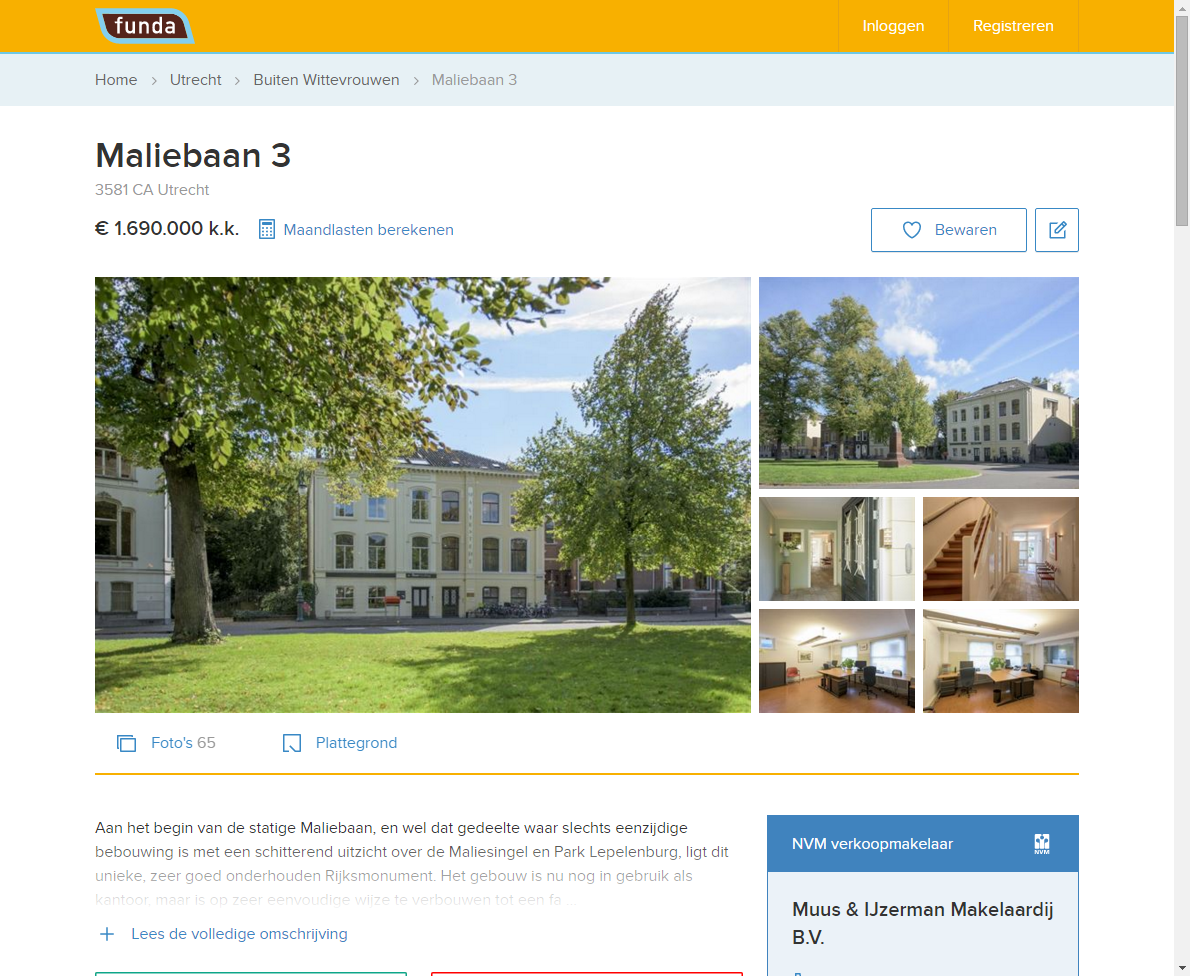 funda
Inloggen
Registreren
Home > Utrecht > Buiten Wittevrouwen > Maliebaan 3
Maliebaan 3
3581 CA Utrecht
€ 1.690.000 k.k.
Maandlasten berekenen
Bewaren
Foto's 65
Plattegrond
Aan het begin van de statige Maliebaan, en wel dat gedeelte waar slechts eenzijdige
bebouwing is met een schitterend uitzicht over de Maliesingel en Park Lepelenburg, ligt dit
unieke, zeer goed onderhouden Rijksmonument. Het gebouw is nu nog in gebruik als
kantoor, maar is op zeer eenvoudige wijze te verbouwen tot een fa ...
Lees de volledige omschrijving
NVM verkoopmakelaar
NVM
Muus & IJzerman Makelaardij
B.V.